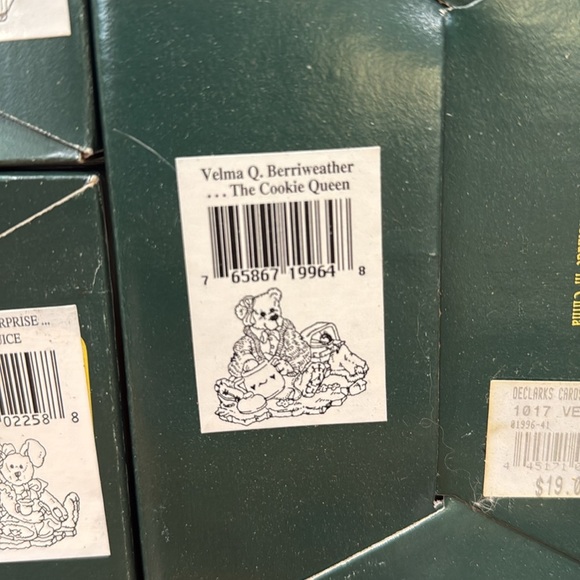 Velma Q. Berriweather
... The Cookie Queen
7 65867 19964 8
RPRISE ...
ICE
02258 8
DECLARKS CARDS
1017 VE
01996-41
$19.0